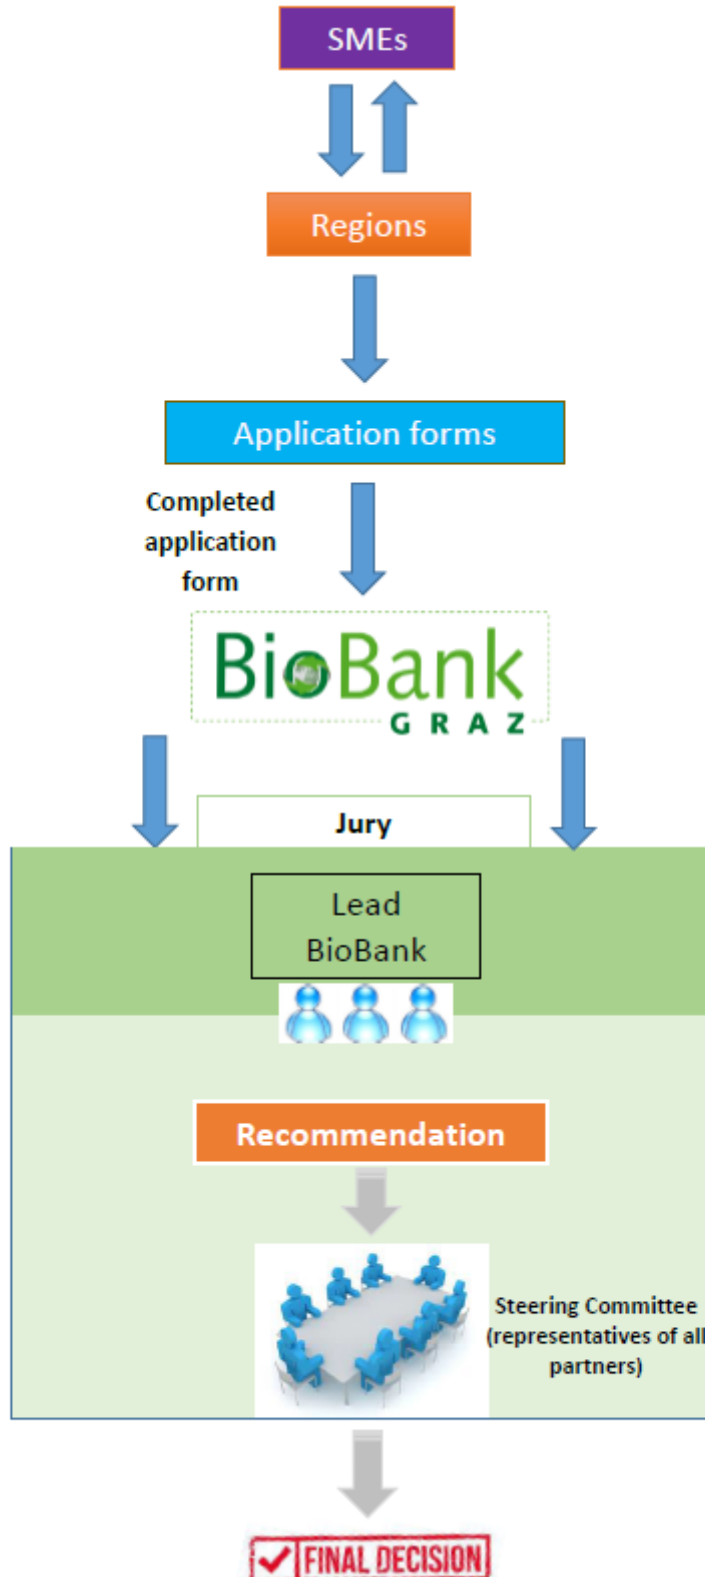 SMEs
Regions
Application forms
Completed
application
form
BioBank
GRAZ
Jury
Lead
BioBank
Recommendation
Steering Committee
(representatives of all
partners)
FINAL DECISION